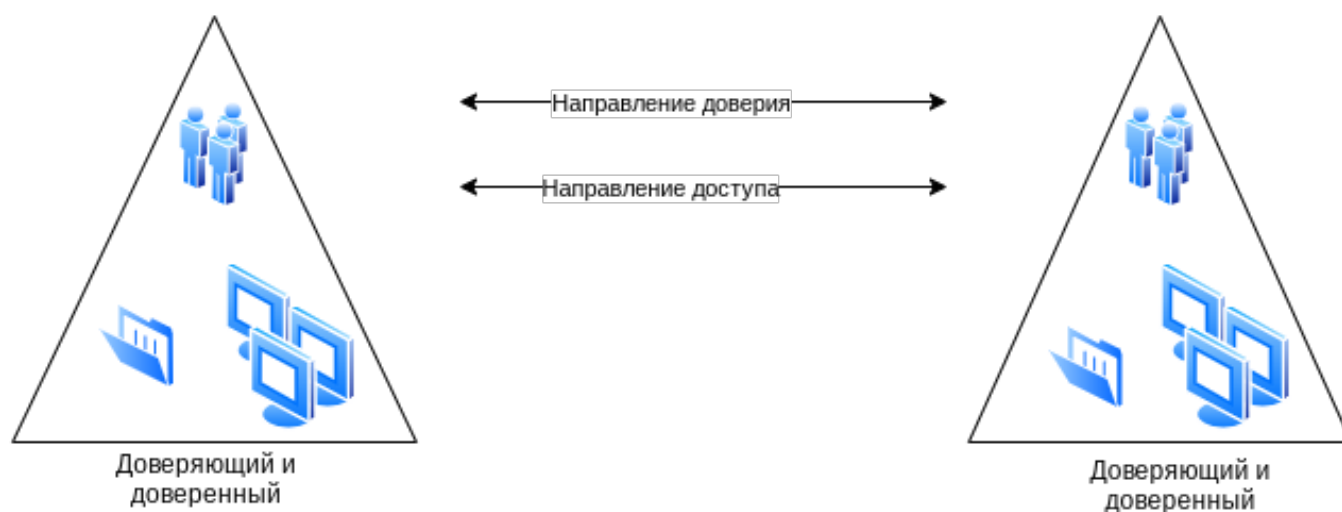 Направление доверия
Направление доступа
Доверяющий и
доверенный
Доверяющий и
доверенный